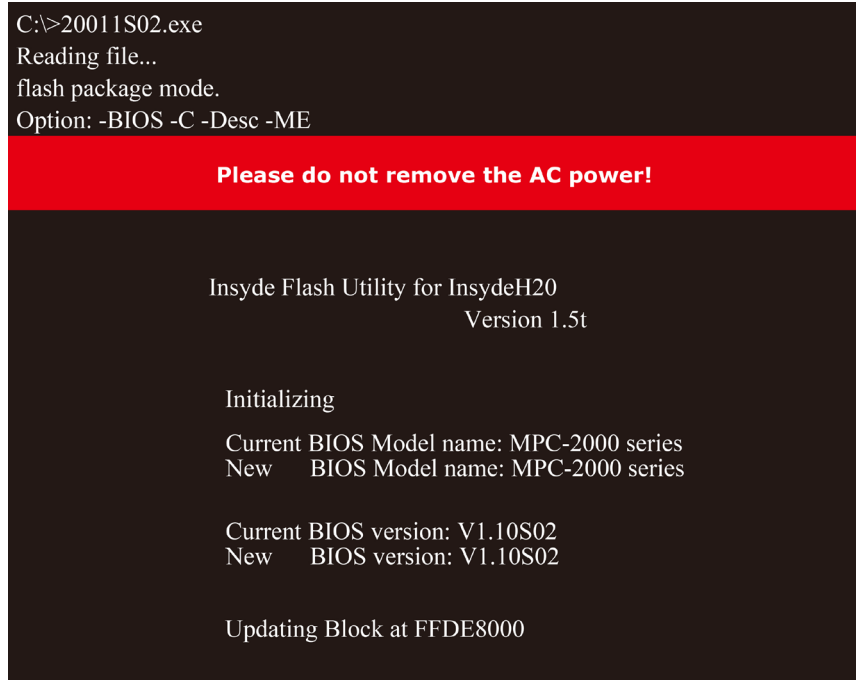 C:\>20011S02.exe
Reading file...
flash package mode.
Option: -BIOS -C -Desc -ME
Please do not remove the AC power!
Insyde Flash Utility for InsydeH20
Version 1.5t
Initializing
Current BIOS Model name: MPC-2000 series
New BIOS Model name: MPC-2000 series
Current BIOS version: V1.10S02
New BIOS version: V1.10S02
Updating Block at FFDE8000